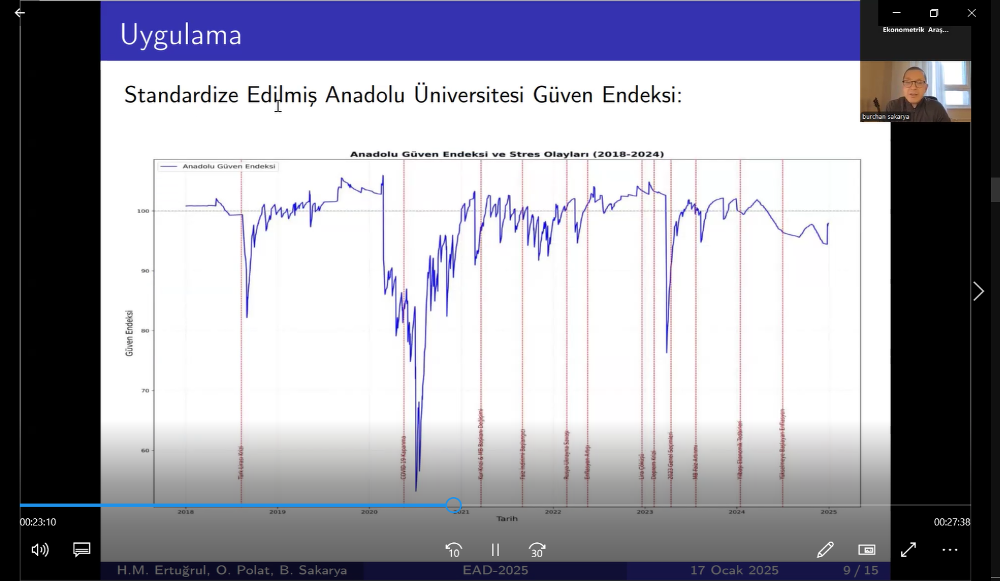 Uygulama
Ekonometrik Araş...
burchan sakarya
Standardize Edilmiş Anadolu Üniversitesi Güven Endeksi:
Anadolu Güven Endeksi ve Stres Olayları (2018-2024)
Anadolu Güven Endeksi
100
90
80
70
60
Güven Endeksi
Türk Lirası Krizi
COVID-19 Kapanma
Kur Krizi & MB Başkanı Değişimi
Faiz İndirimi Başlangıcı
Rusya-Ukrayna Savaşı
Enflasyon Artışı
Lira Çöküşü
Deprem Krizi
2023 Genel Seçimleri
MB Faiz Artırımı
Yılbaşı Ekonomik Tedbirleri
Yükselmeye Başlayan Enflasyon
2018 2019 2020 2021 2022 2023 2024 2025
Tarih
00:23:10
00:27:38
10
30
H.M. Ertuğrul, O. Polat, B. Sakarya EAD-2025 17 Ocak 2025 9 / 15